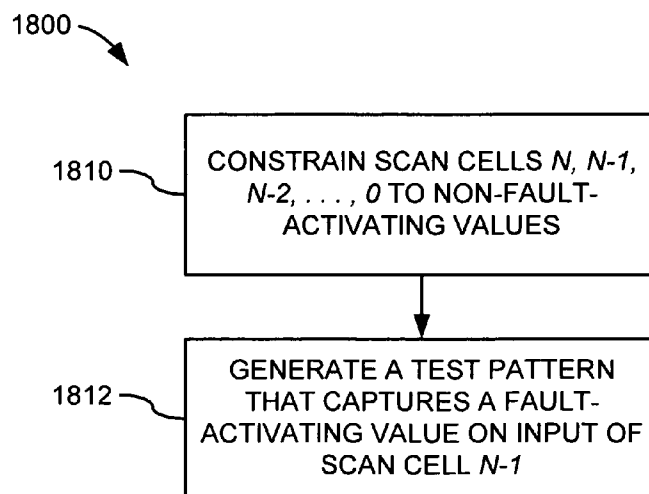 1800
1810
CONSTRAIN SCAN CELLS N, N-1,
N-2, . . . , 0 TO NON-FAULT-
ACTIVATING VALUES
1812
GENERATE A TEST PATTERN
THAT CAPTURES A FAULT-
ACTIVATING VALUE ON INPUT OF
SCAN CELL N-1